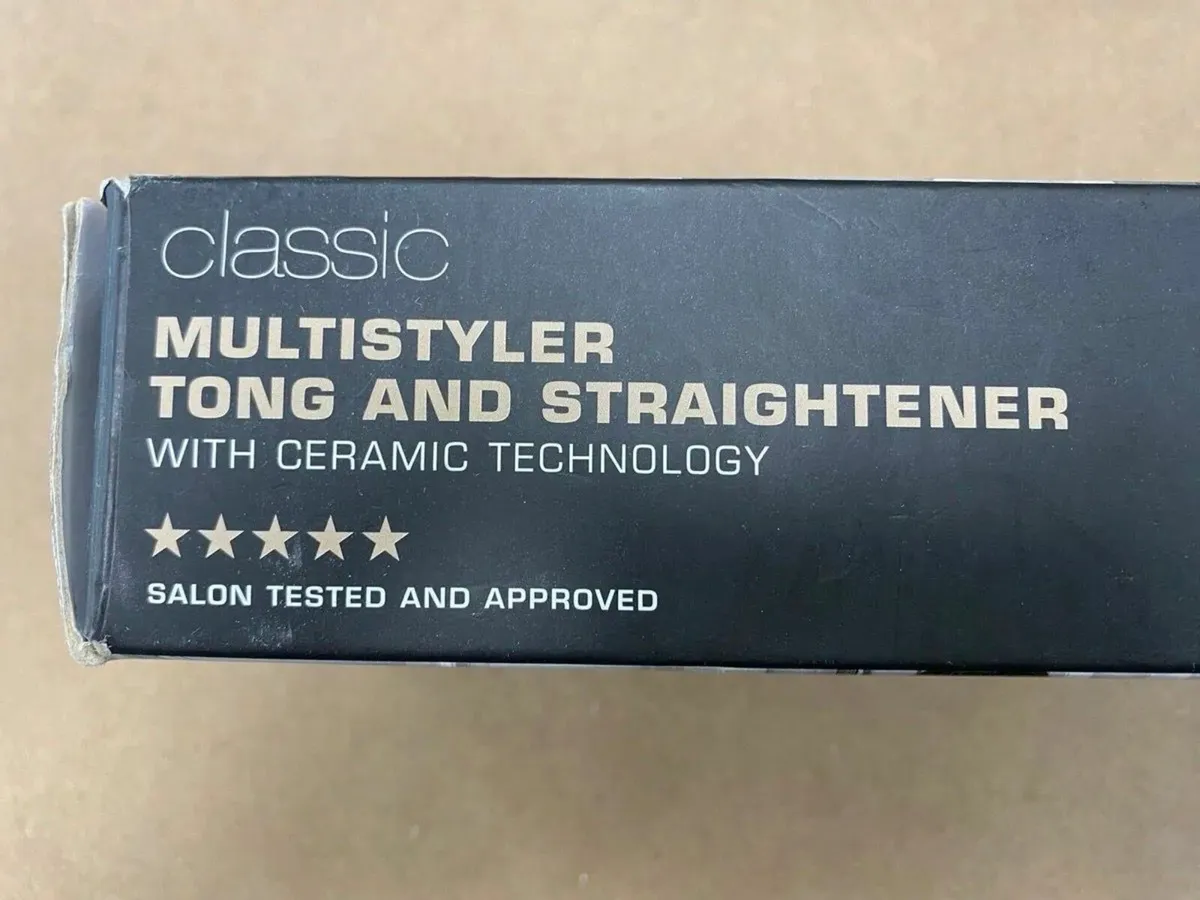 classic
MULTISTYLER
TONG AND STRAIGHTENER
WITH CERAMIC TECHNOLOGY
SALON TESTED AND APPROVED